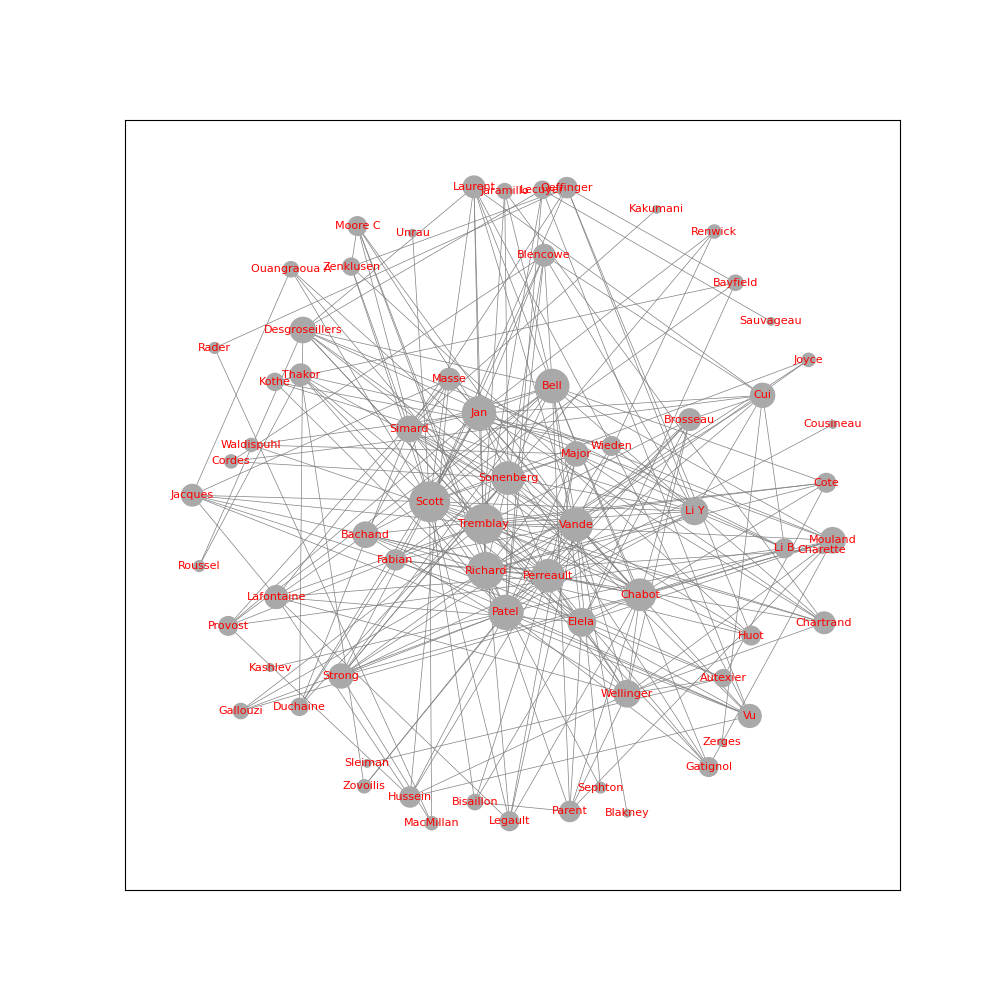 Laurent
Jaramillo
Lecuyer
Oeffinger
Kakumani
Moore C
Unrau
Renwick
Blencowe
Zenklusen
Ouangraoua A
Bayfield
Sauvageau
Desgroseillers
Rader
Joyce
Thakor
Kothe
Masse
Bell
Cui
Jan
Brosseau
Cousineau
Simard
Waldispuhl
Wieden
Major
Cordes
Sonenberg
Cote
Jacques
Scott
Li Y
Tremblay
Vande
Bachand
Mouland
Li B
Charette
Fabian
Roussel
Richard
Perreault
Lafontaine
Chabot
Patel
Elela
Chartrand
Provost
Huot
Kashlev
Strong
Autexier
Wellinger
Duchaine
Gallouzi
Vu
Zerges
Sleiman
Gatignol
Zovoilis
Sephton
Hussein
Bisaillon
Parent
Blakney
MacMillan
Legault